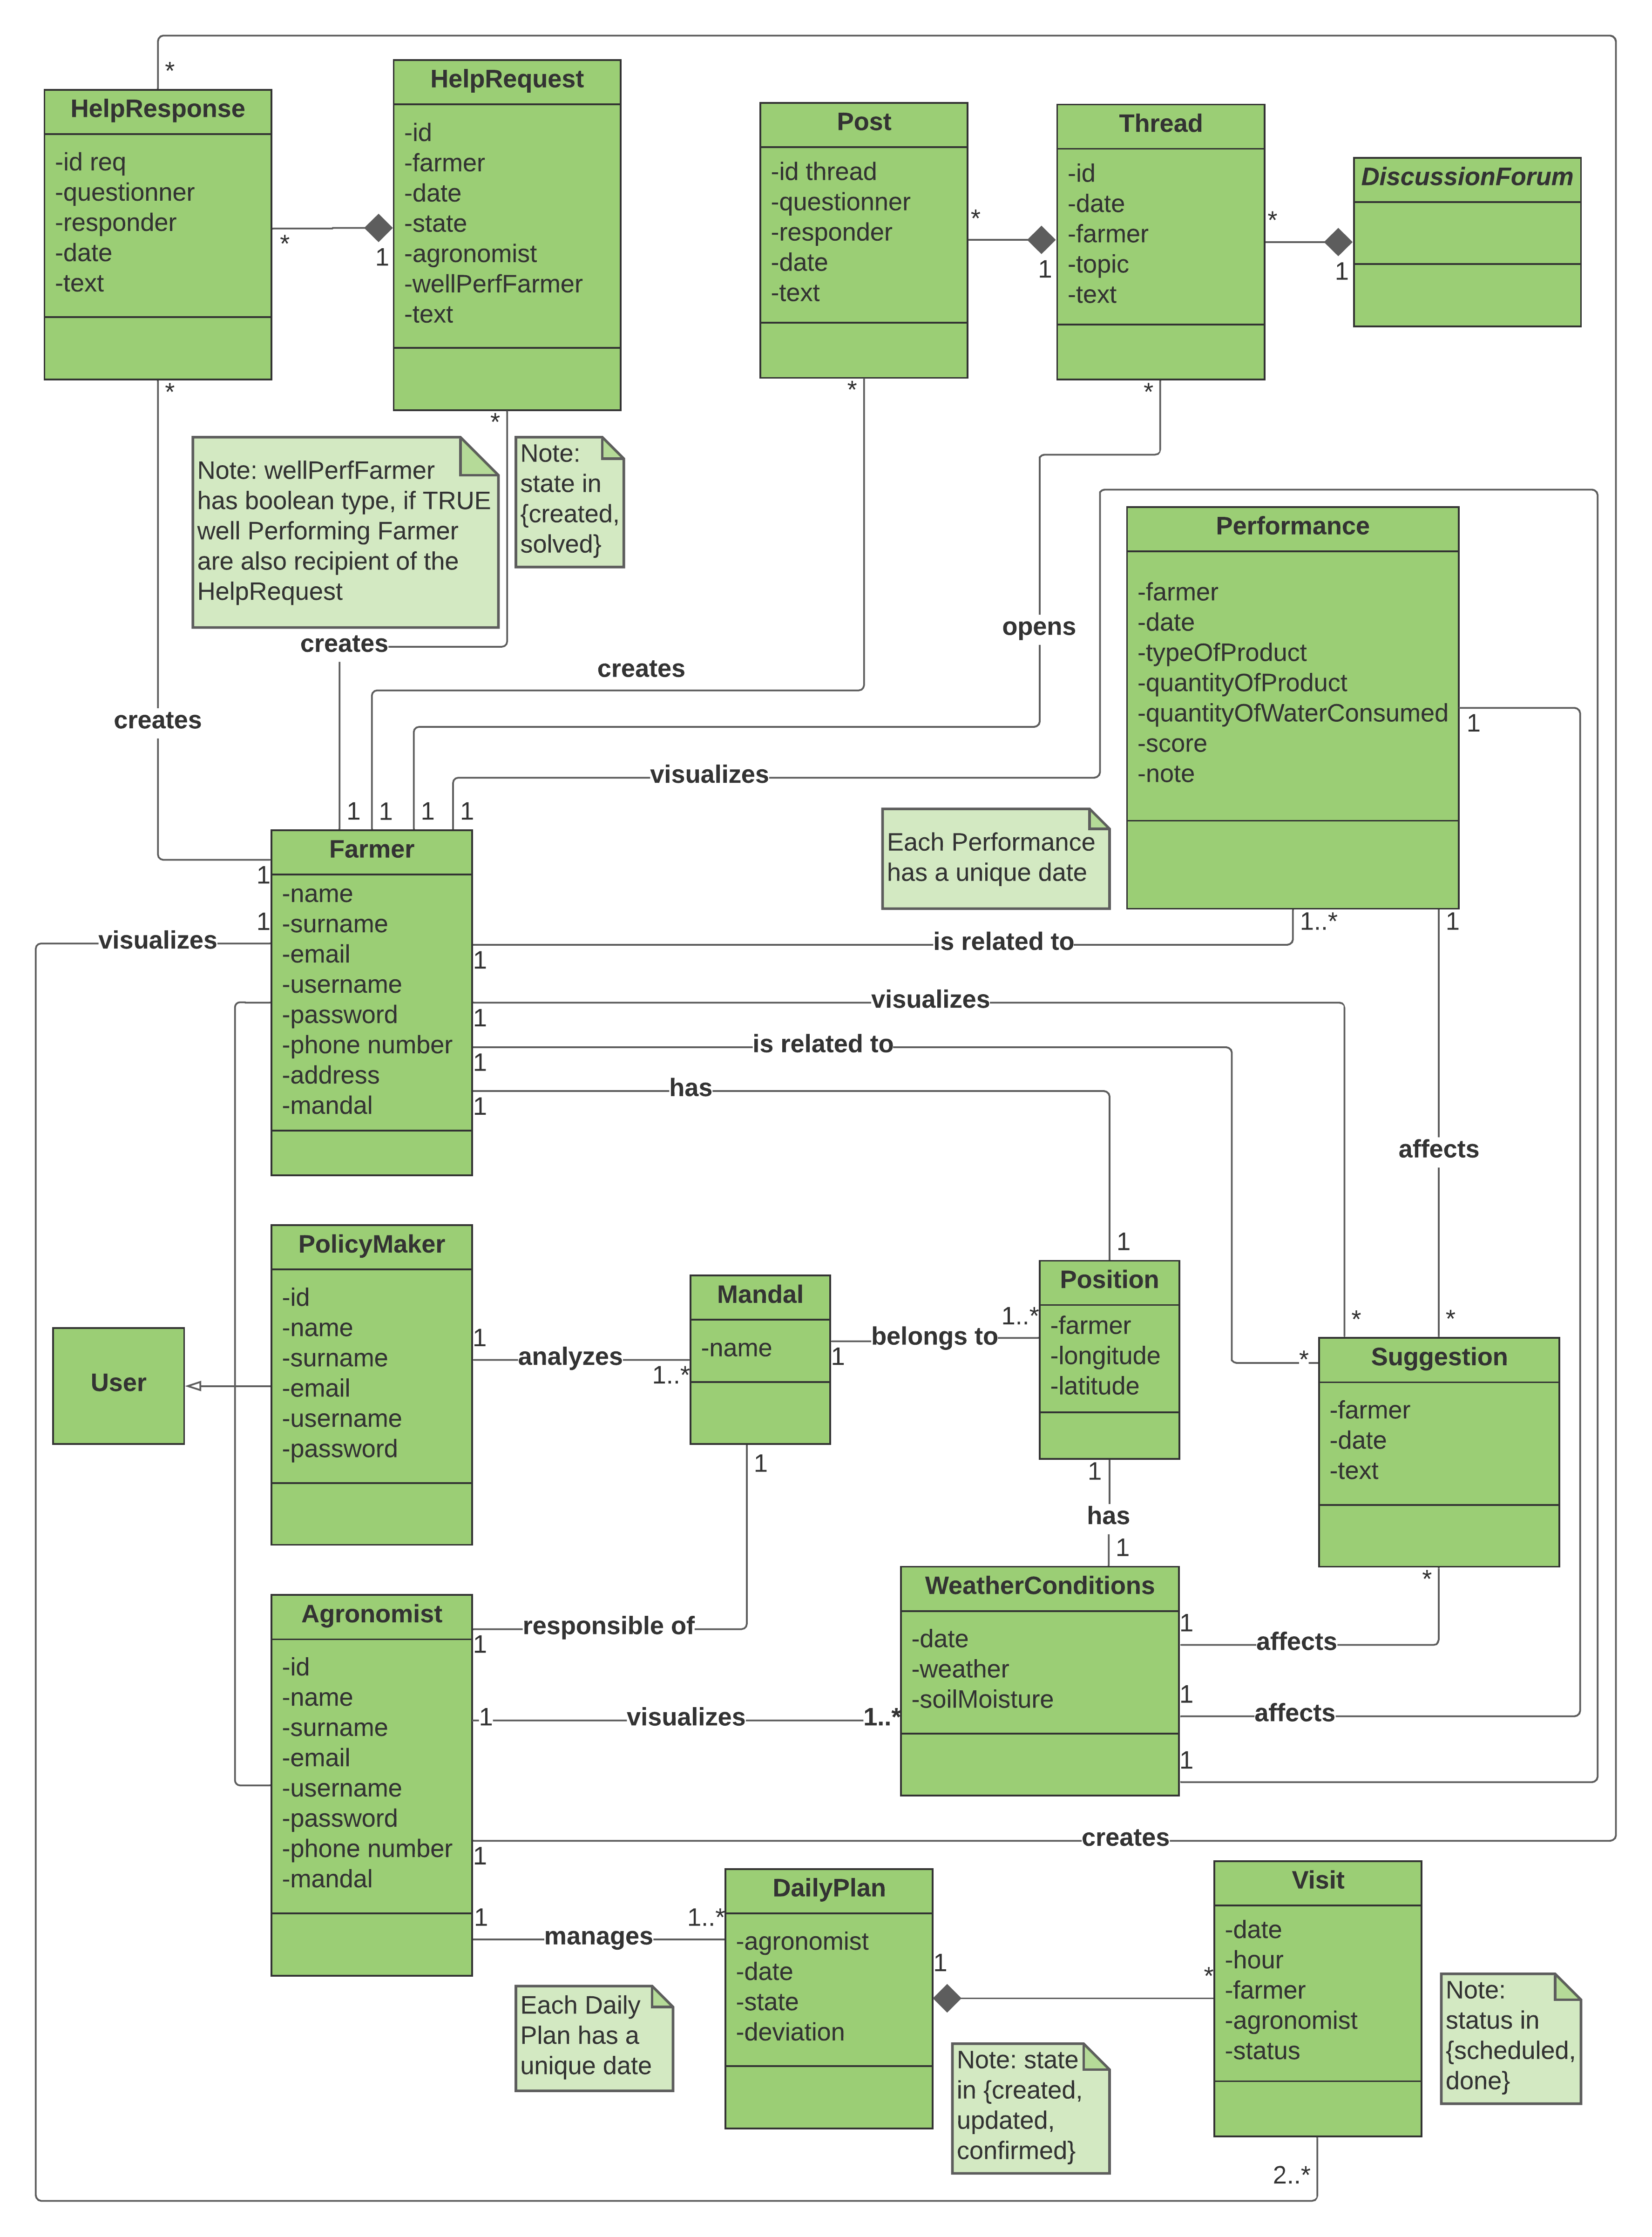 *
HelpResponse
-id req
-questionner
-responder
-date
-text
*
1
HelpRequest
-id
-farmer
-date
-state
-agronomist
-wellPerfFarmer
-text
Post
-id thread
-questionner
-responder
-date
-text
*
1
Thread
-id
-date
-farmer
-topic
-text
*
1
DiscussionForum
*
*
*
*
Note: wellPerfFarmer
has boolean type, if TRUE
well Performing Farmer
are also recipient of the
HelpRequest
Note:
state in
{created,
solved}
creates
creates
creates
opens
visualizes
Performance
-farmer
-date
-typeOfProduct
-quantityOfProduct
-quantityOfWaterConsumed
-score
-note
1
Each Performance
has a unique date
1
1
1
1
Farmer
-name
-surname
-email
-username
-password
-phone number
-address
-mandal
1
1
visualizes
1
is related to
1..*
1
1
visualizes
1
is related to
1
has
affects
1
PolicyMaker
-id
-name
-surname
-email
-username
-password
User
1
analyzes
1..*
Mandal
-name
1
belongs to
1..*
Position
-farmer
-longitude
-latitude
*
*
*
Suggestion
-farmer
-date
-text
1
1
has
1
*
Agronomist
-id
-name
-surname
-email
-username
-password
-phone number
-mandal
responsible of
1
1
visualizes
1..*
WeatherConditions
-date
-weather
-soilMoisture
1
affects
1
affects
1
creates
1
1
manages
1..*
DailyPlan
-agronomist
-date
-state
-deviation
1
*
Visit
-date
-hour
-farmer
-agronomist
-status
Each Daily
Plan has a
unique date
Note: state
in {created,
updated,
confirmed}
Note:
status in
{scheduled,
done}
2..*